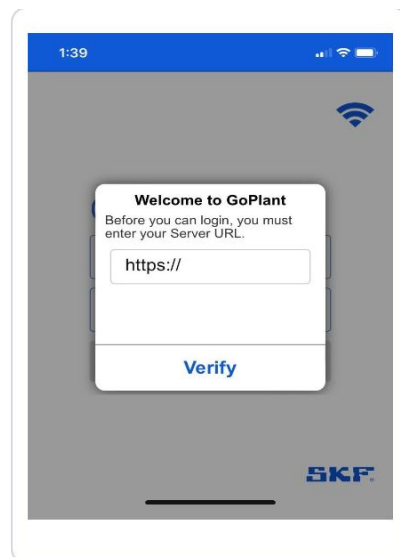 1:39
Welcome to GoPlant
Before you can login, you must
enter your Server URL.
https://
Verify
SKF.